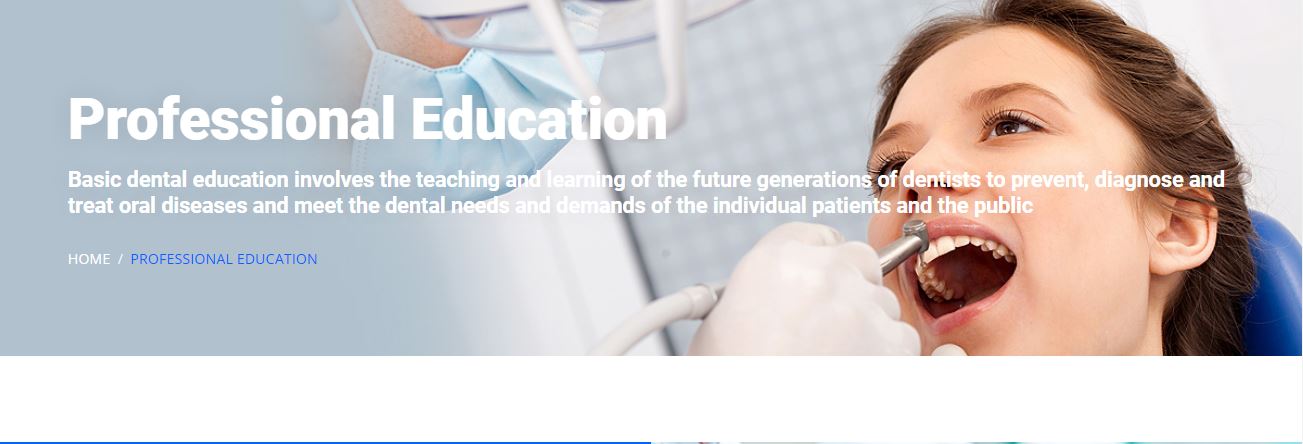 Professional Education
Basic dental education involves the teaching and learning of the future generations of dentists to prevent, diagnose and
treat oral diseases and meet the dental needs and demands of the individual patients and the public
HOME / PROFESSIONAL EDUCATION